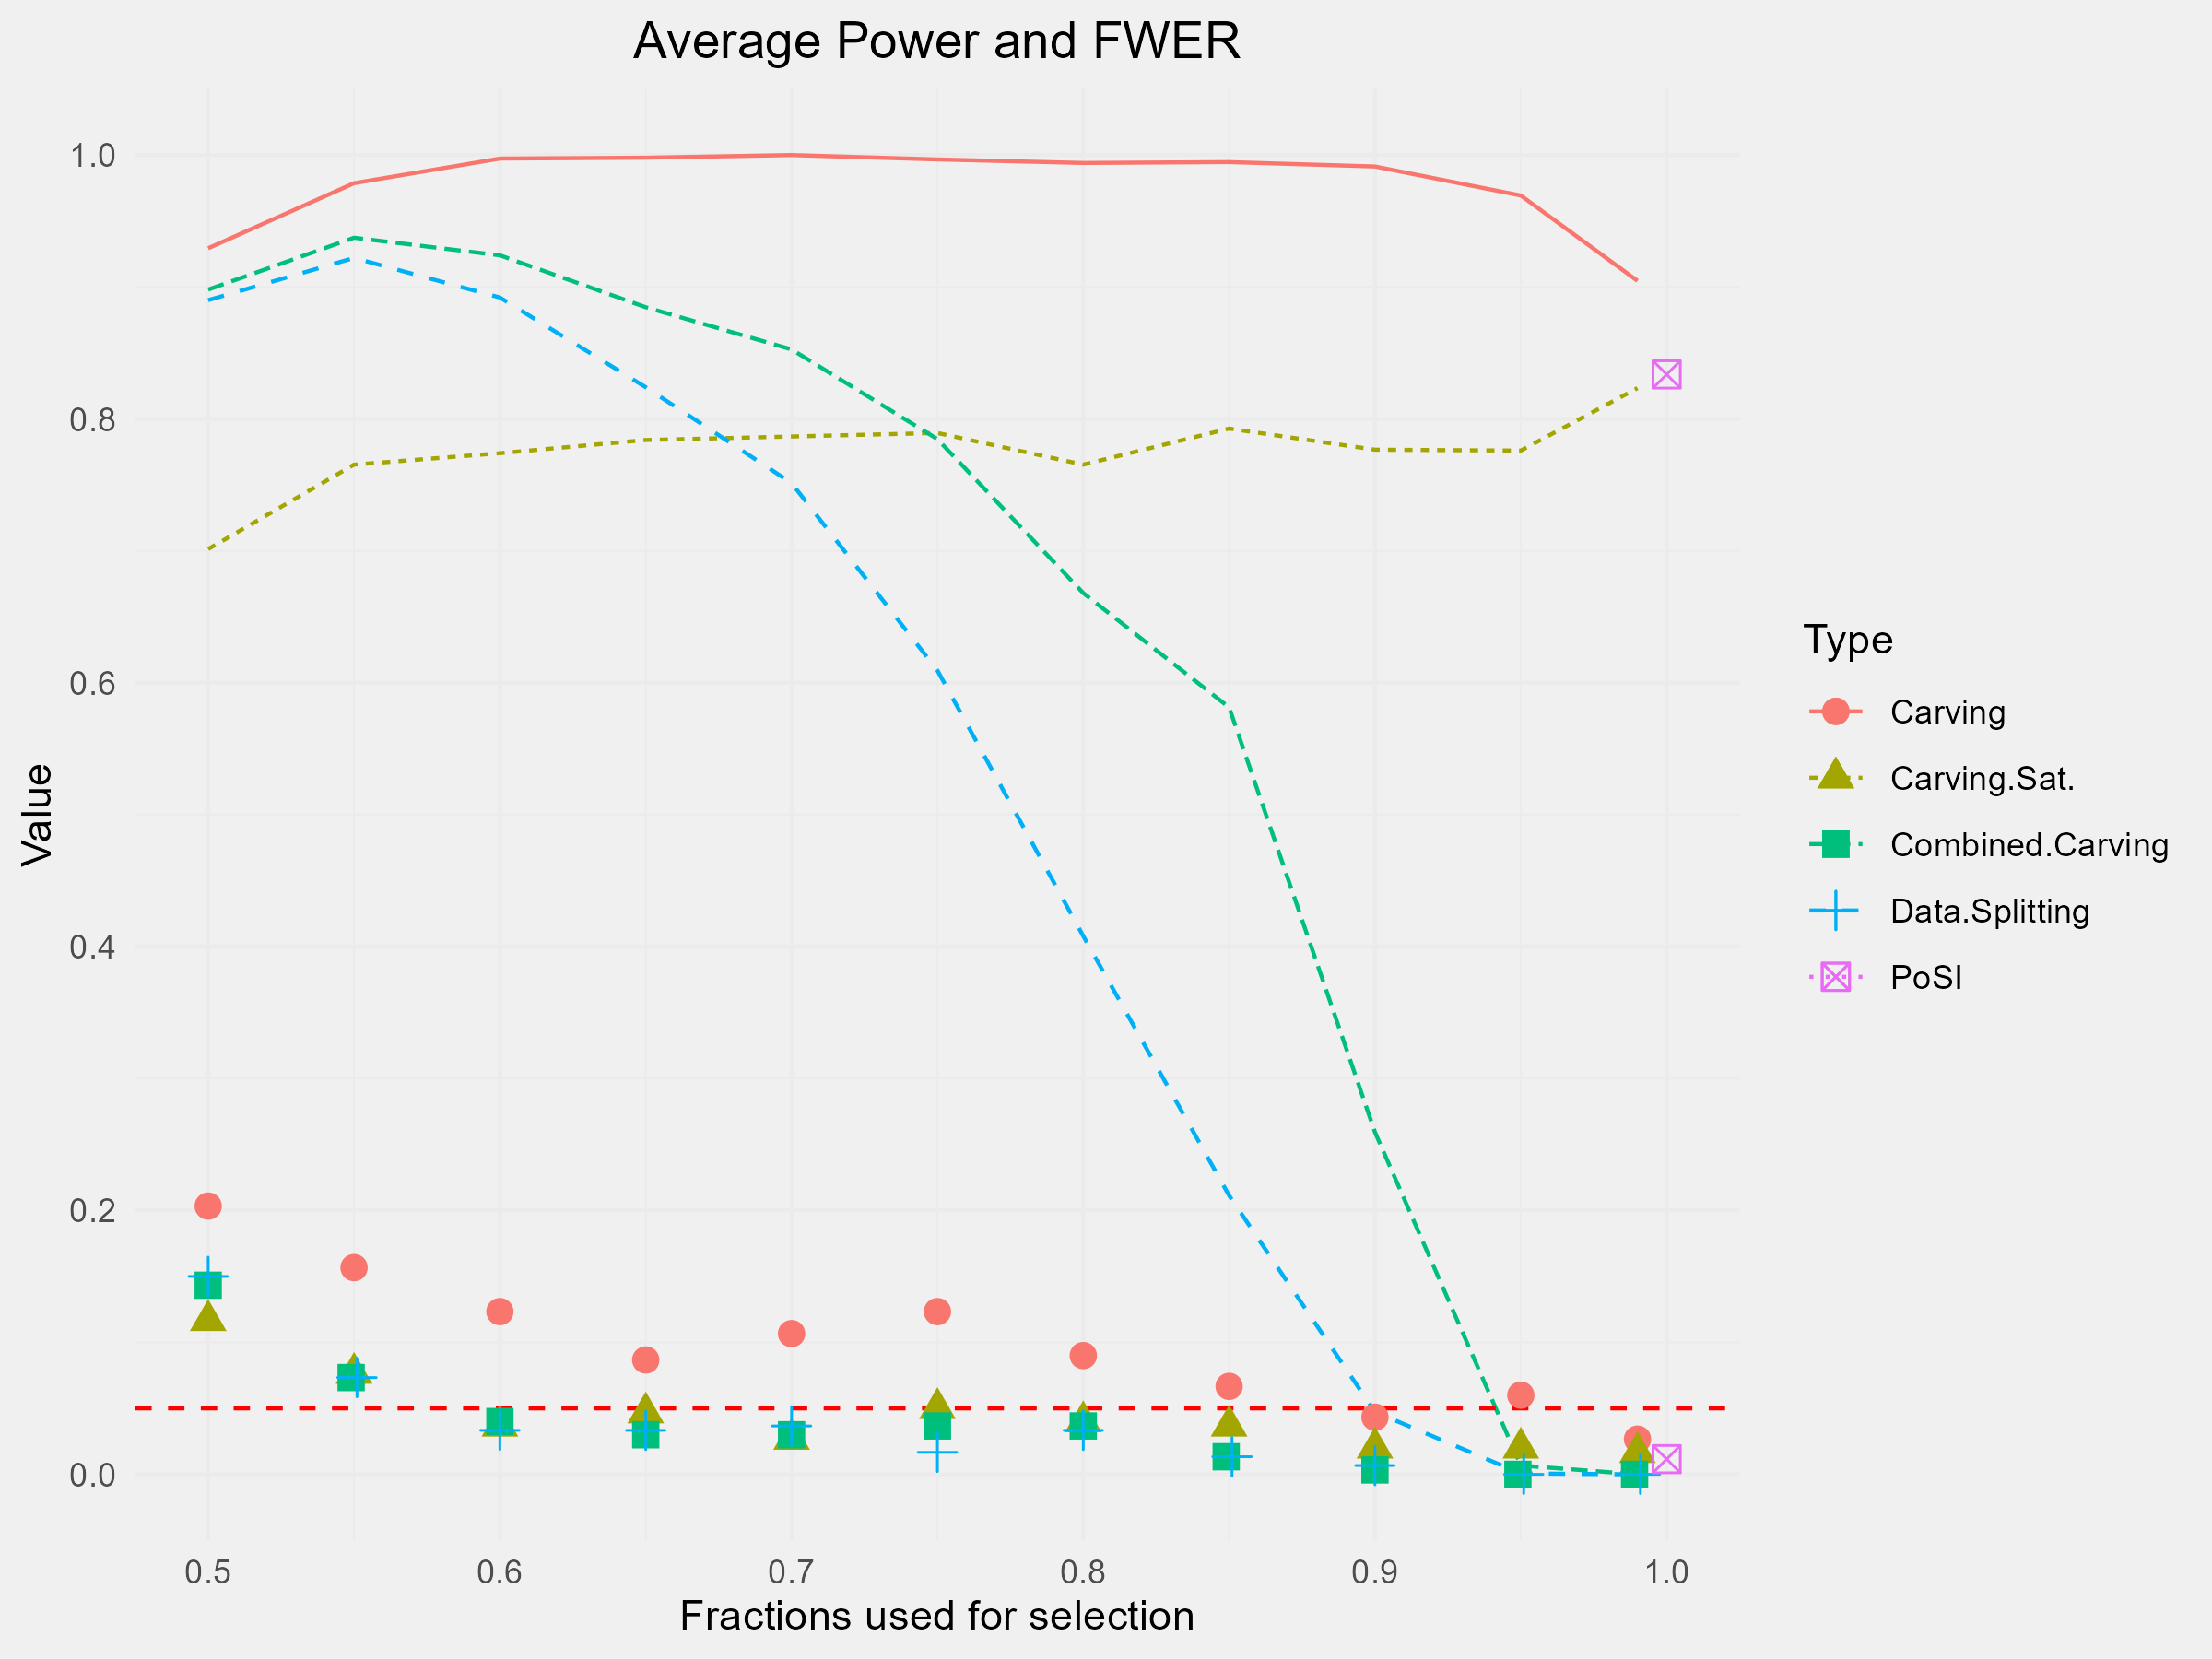 Average Power and FWER
1.0
0.8
0.6
0.4
0.2
0.0
Value
0.5 0.6 0.7 0.8 0.9 1.0
Fractions used for selection
Type
Carving
Carving.Sat.
Combined.Carving
Data.Splitting
PoSI